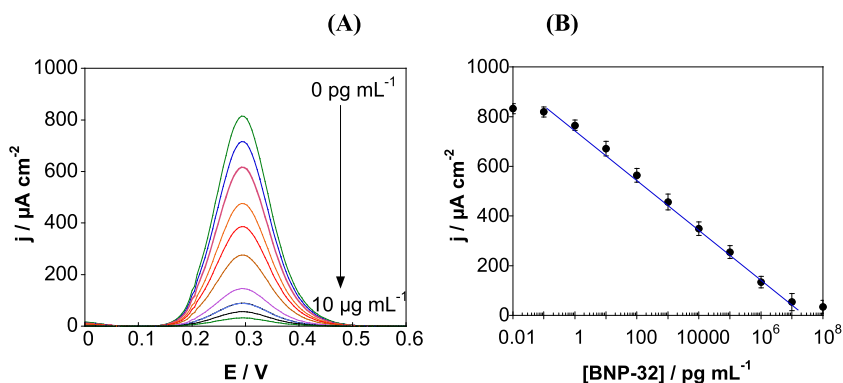 (A)
1000
800
600
400
200
0
j / µA cm⁻²
0 pg mL⁻¹
10 µg mL⁻¹
0 0.1 0.2 0.3 0.4 0.5 0.6
E / V
(B)
1000
800
600
400
200
0
j / µA cm⁻²
0.01 1 100 10000 10⁶ 10⁸
[BNP-32] / pg mL⁻¹